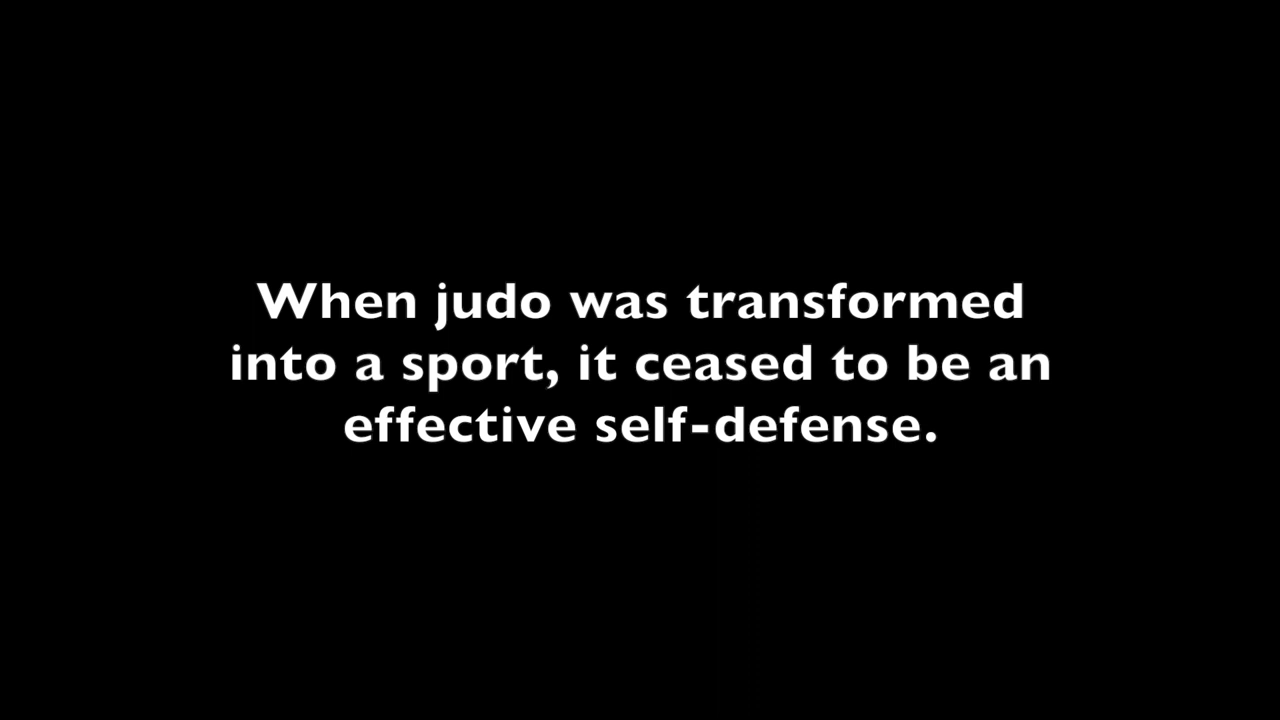 When judo was transformed
into a sport, it ceased to be an
effective self-defense.